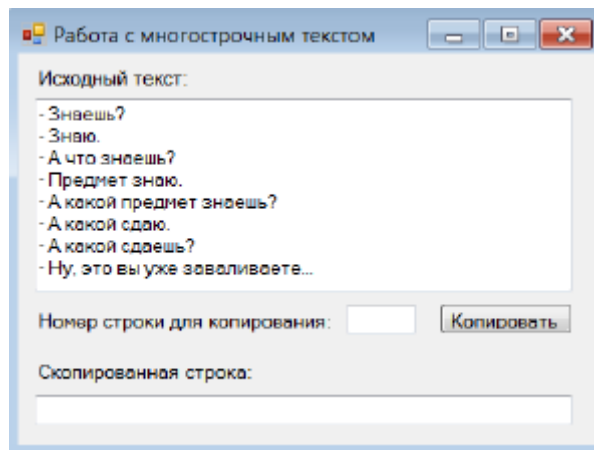 Работа с многострочным текстом
Исходный текст:
- Знаешь?
- Знаю.
- А что знаешь?
- Предмет знаю.
- А какой предмет знаешь?
- А какой сдаю.
- А какой сдаешь?
- Ну, это вы уже заваливаете...
Номер строки для копирования: Копировать
Скопированная строка: